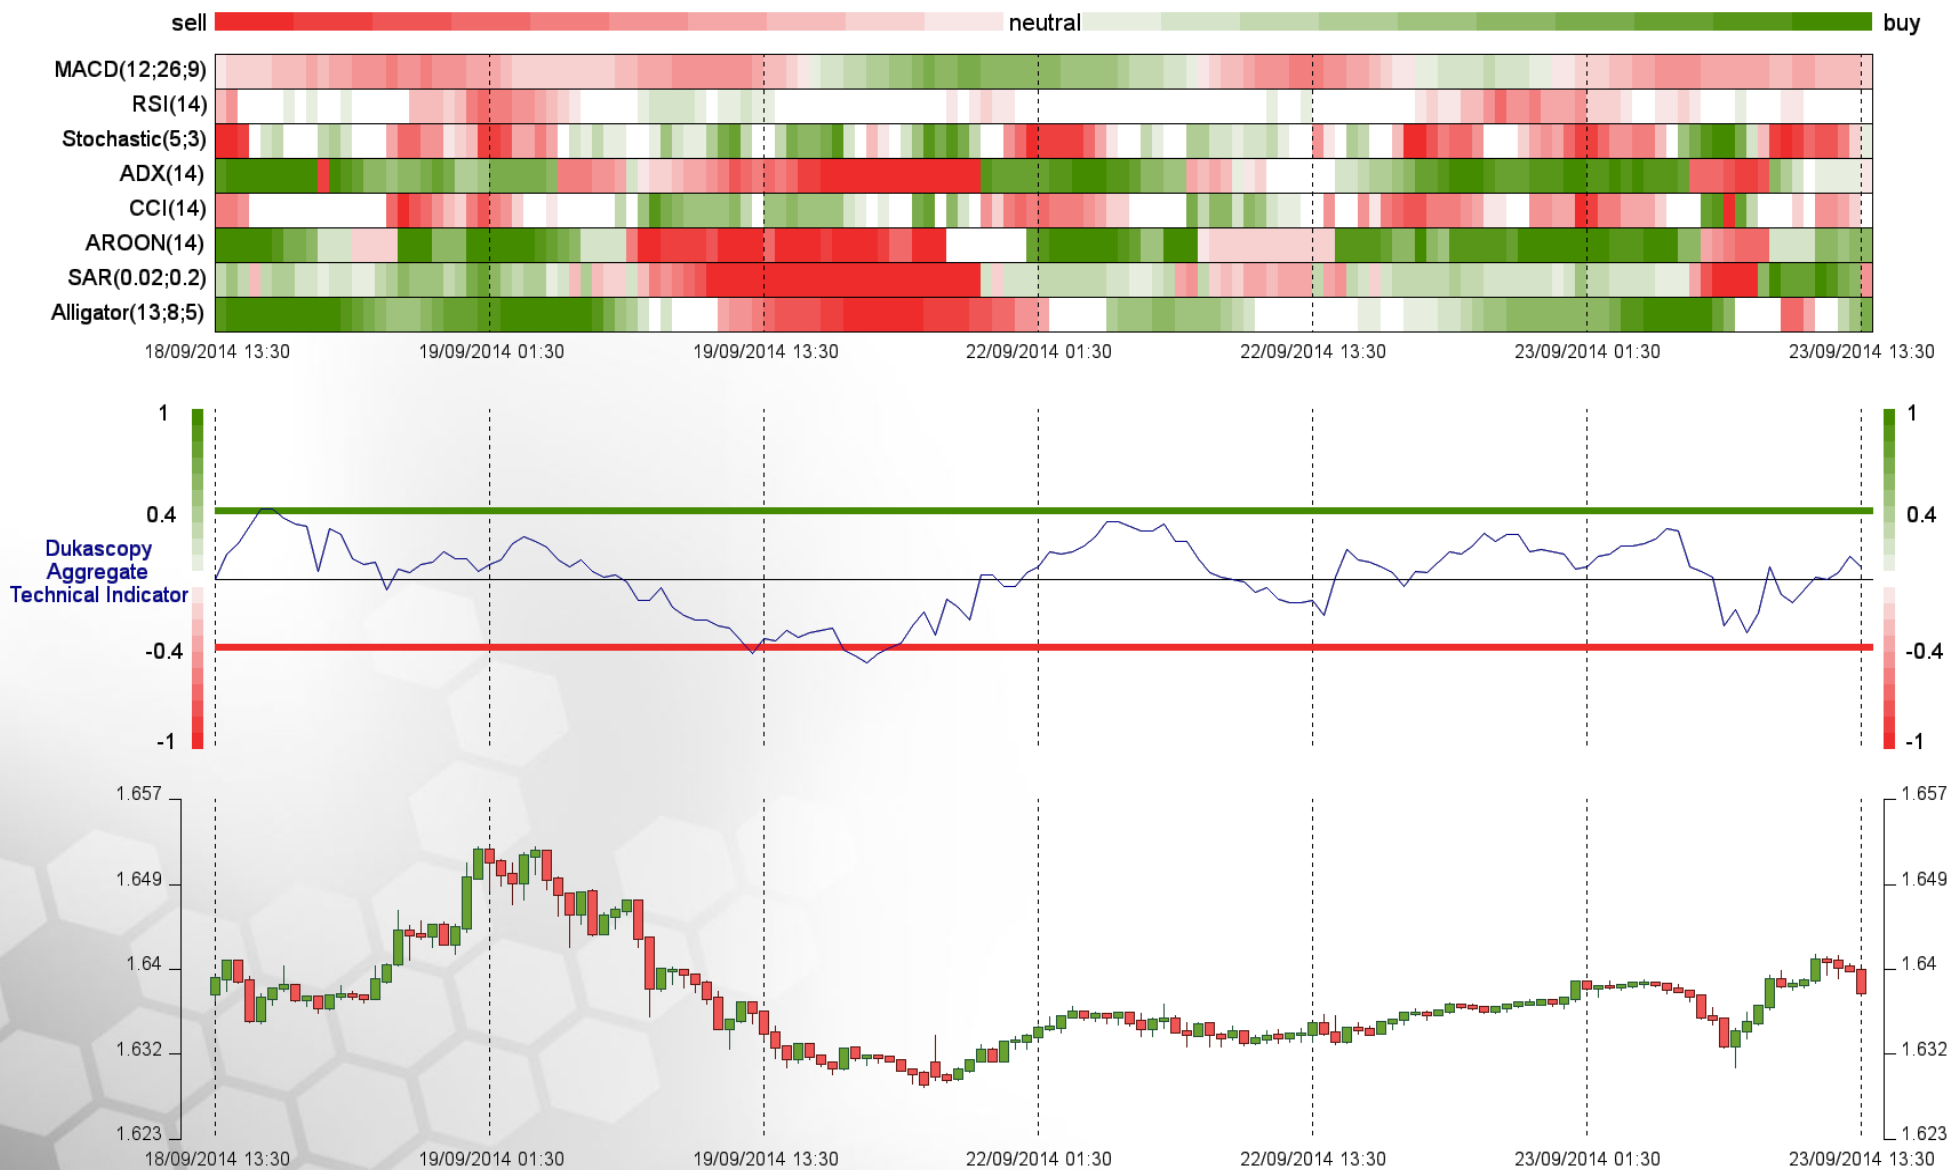 sell neutral buy
MACD(12;26;9)
RSI(14)
Stochastic(5;3)
ADX(14)
CCI(14)
AROON(14)
SAR(0.02;0.2)
Alligator(13;8;5)
18/09/2014 13:30 19/09/2014 01:30 19/09/2014 13:30 22/09/2014 01:30 22/09/2014 13:30 23/09/2014 01:30 23/09/2014 13:30
1 1
0.4 0.4
Dukascopy
Aggregate
Technical Indicator
-0.4 -0.4
-1 -1
1.657 1.657
1.649 1.649
1.64 1.64
1.632 1.632
1.623 1.623
18/09/2014 13:30 19/09/2014 01:30 19/09/2014 13:30 22/09/2014 01:30 22/09/2014 13:30 23/09/2014 01:30 23/09/2014 13:30